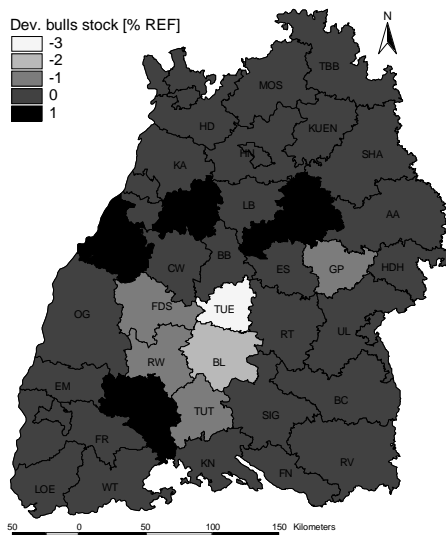 Dev. bulls stock [% REF]
-3
-2
-1
0
1
N
TBB
MOS
HD
KUEN
HN
KA
SHA
LB
AA
BB
CW
ES
GP
HDH
FDS
TUE
OG
RT
UL
RW
BL
EM
BC
TUT
SIG
FR
KN
FN
RV
LOE
WT
50 0 50 100 150 Kilometers